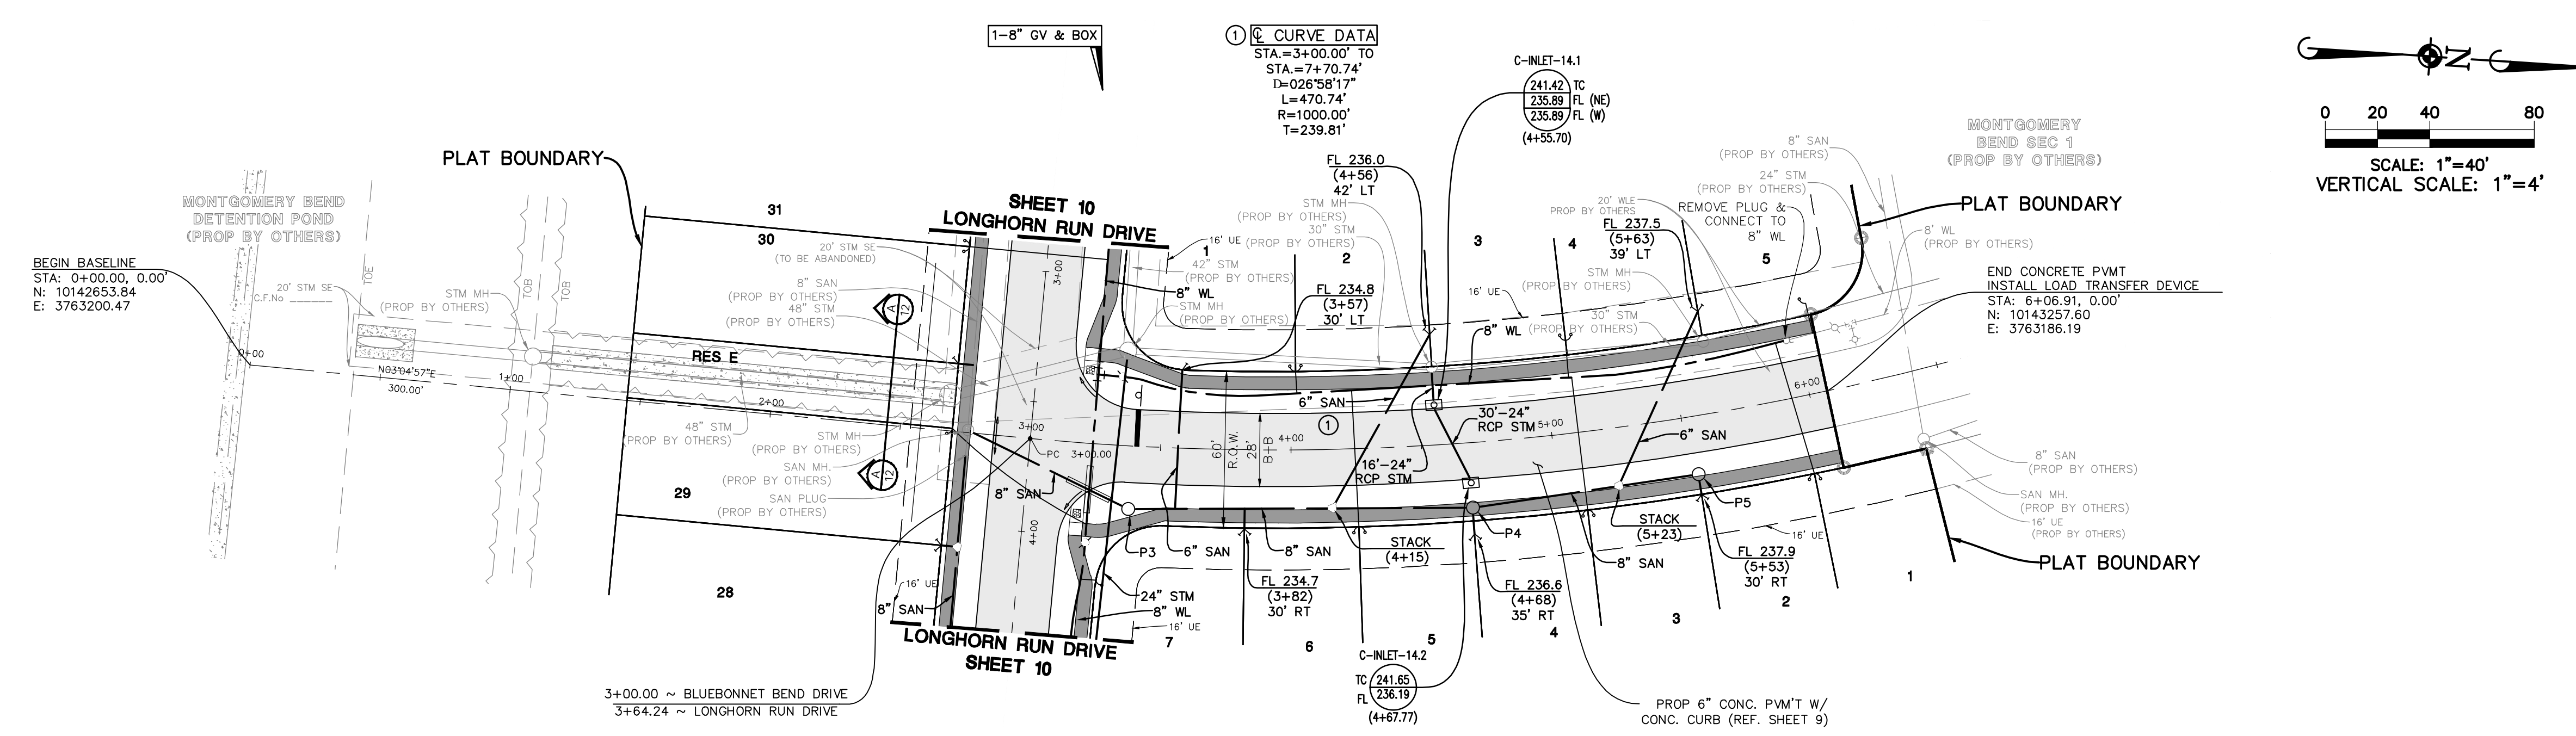 1-8" GV & BOX
1 ℄ CURVE DATA
STA.=3+00.00' TO
STA.=7+70.74'
D=026°58'17"
L=470.74'
R=1000.00'
T=239.81'
C-INLET-14.1
241.42 TC
235.89 FL (NE)
235.89 FL (W)
(4+55.70)
N
0 20 40 80
SCALE: 1"=40'
VERTICAL SCALE: 1"=4'
MONTGOMERY
BEND SEC 1
(PROP BY OTHERS)
8" SAN
(PROP BY OTHERS)
24" STM
(PROP BY OTHERS)
PLAT BOUNDARY
8' WL
(PROP BY OTHERS)
PLAT BOUNDARY
MONTGOMERY BEND
DETENTION POND
(PROP BY OTHERS)
BEGIN BASELINE
STA: 0+00.00, 0.00'
N: 10142653.84
E: 3763200.47
20' STM SE
C.F.No ______
TOE
STM MH
(PROP BY OTHERS)
TOB
TOB
0+00
N03°04'57"E
300.00'
1+00
2+00
31
30
RES E
29
28
20' STM SE
(TO BE ABANDONED)
8" SAN
(PROP BY OTHERS)
48" STM
(PROP BY OTHERS)
48" STM
(PROP BY OTHERS)
STM MH
(PROP BY OTHERS)
SAN MH.
(PROP BY OTHERS)
SAN PLUG
(PROP BY OTHERS)
A
12
A
12
SHEET 10
LONGHORN RUN DRIVE
3+00
1
16' UE
42" STM
(PROP BY OTHERS)
8" WL
STM MH
(PROP BY OTHERS)
STM MH
(PROP BY OTHERS)
30" STM
(PROP BY OTHERS)
2
FL 234.8
(3+57)
30' LT
FL 236.0
(4+56)
42' LT
3
4
16' UE
8" WL
STM MH
(PROP BY OTHERS)
30" STM
(PROP BY OTHERS)
20' WLE
PROP BY OTHERS
FL 237.5
(5+63)
39' LT
REMOVE PLUG &
CONNECT TO
8" WL
5
5
END CONCRETE PVMT
INSTALL LOAD TRANSFER DEVICE
STA: 6+06.91, 0.00'
N: 10143257.60
E: 3763186.19
6+00
5+00
4+00
3+00
PC 3+00.00
6" SAN
1
60'
R.O.W.
28'
B-B
30'-24"
RCP STM
16'-24"
RCP STM
6" SAN
8" SAN
4+00
P3
6" SAN
8" SAN
STACK
(4+15)
P4
STACK
(5+23)
P5
8" SAN
FL 237.9
(5+53)
30' RT
16' UE
8" SAN
(PROP BY OTHERS)
SAN MH.
(PROP BY OTHERS)
16' UE
(PROP BY OTHERS)
PLAT BOUNDARY
1
2
3
4
5
6
7
FL 234.7
(3+82)
30' RT
FL 236.6
(4+68)
35' RT
16' UE
8" SAN
24" STM
8" WL
16' UE
LONGHORN RUN DRIVE
SHEET 10
3+00.00 ~ BLUEBONNET BEND DRIVE
3+64.24 ~ LONGHORN RUN DRIVE
C-INLET-14.2
TC 241.65
FL 236.19
(4+67.77)
PROP 6" CONC. PVM'T W/
CONC. CURB (REF. SHEET 9)